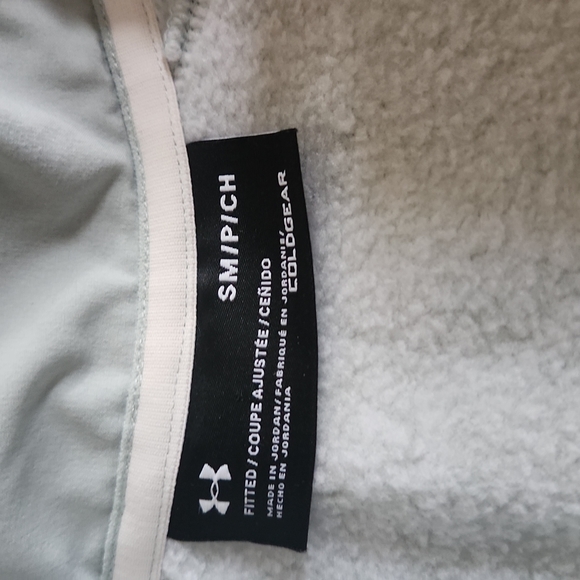 SM/P/CH
FITTED / COUPE AJUSTÉE / CEÑIDO
MADE IN JORDAN/ FABRIQUÉ EN JORDANIE/
HECHO EN JORDANIA
COLDGEAR